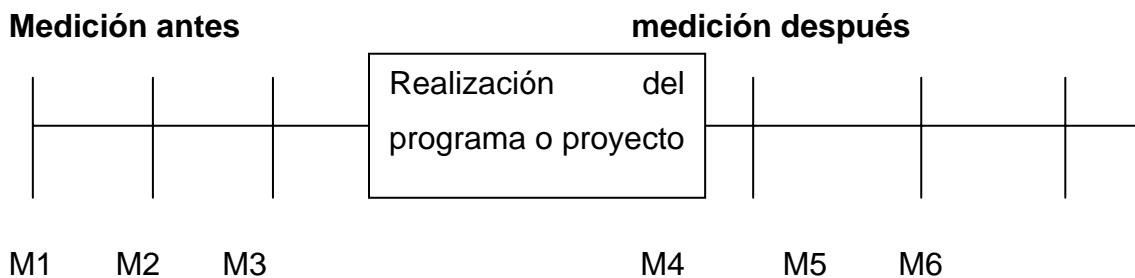 Medición antes medición después
Realización del
programa o proyecto
M1 M2 M3 M4 M5 M6